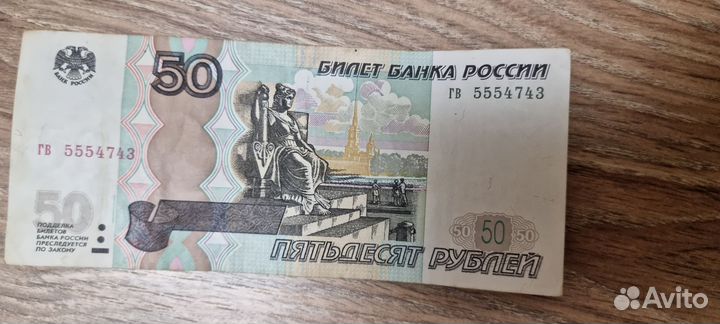 БАНК РОССИИ
50
БИЛЕТ БАНКА РОССИИ
ГВ 5554743
ГВ 5554743
50
ПОДДЕЛКА
БИЛЕТОВ
БАНКА РОССИИ
ПРЕСЛЕДУЕТСЯ
ПО ЗАКОНУ
50 50 50
ПЯТЬДЕСЯТ РУБЛЕЙ
Avito